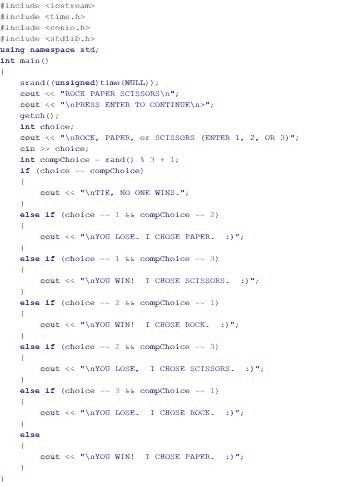 #include <iostream>
#include <time.h>
#include <conio.h>
#include <stdlib.h>
using namespace std;
int main()
{
srand((unsigned)time(NULL));
cout << "ROCK PAPER SCISSORS\n";
cout << "\nPRESS ENTER TO CONTINUE\n>";
getch();
int choice;
cout << "\nROCK, PAPER, or SCISSORS (ENTER 1, 2, OR 3)";
cin >> choice;
int compChoice = rand() % 3 + 1;
if (choice == compChoice)
{
cout << "\nTIE, NO ONE WINS.";
}
else if (choice == 1 && compChoice == 2)
{
cout << "\nYOU LOSE. I CHOSE PAPER.  :)";
}
else if (choice == 1 && compChoice == 3)
{
cout << "\nYOU WIN!  I CHOSE SCISSORS.  :)";
}
else if (choice == 2 && compChoice == 1)
{
cout << "\nYOU WIN!  I CHOSE ROCK.  :)";
}
else if (choice == 2 && compChoice == 3)
{
cout << "\nYOU LOSE,  I CHOSE SCISSORS.  :)";
}
else if (choice == 3 && compChoice == 1)
{
cout << "\nYOU LOSE.  I CHOSE ROCK.  :)";
}
else
{
cout << "\nYOU WIN!  I CHOSE PAPER.  :)";
}
}